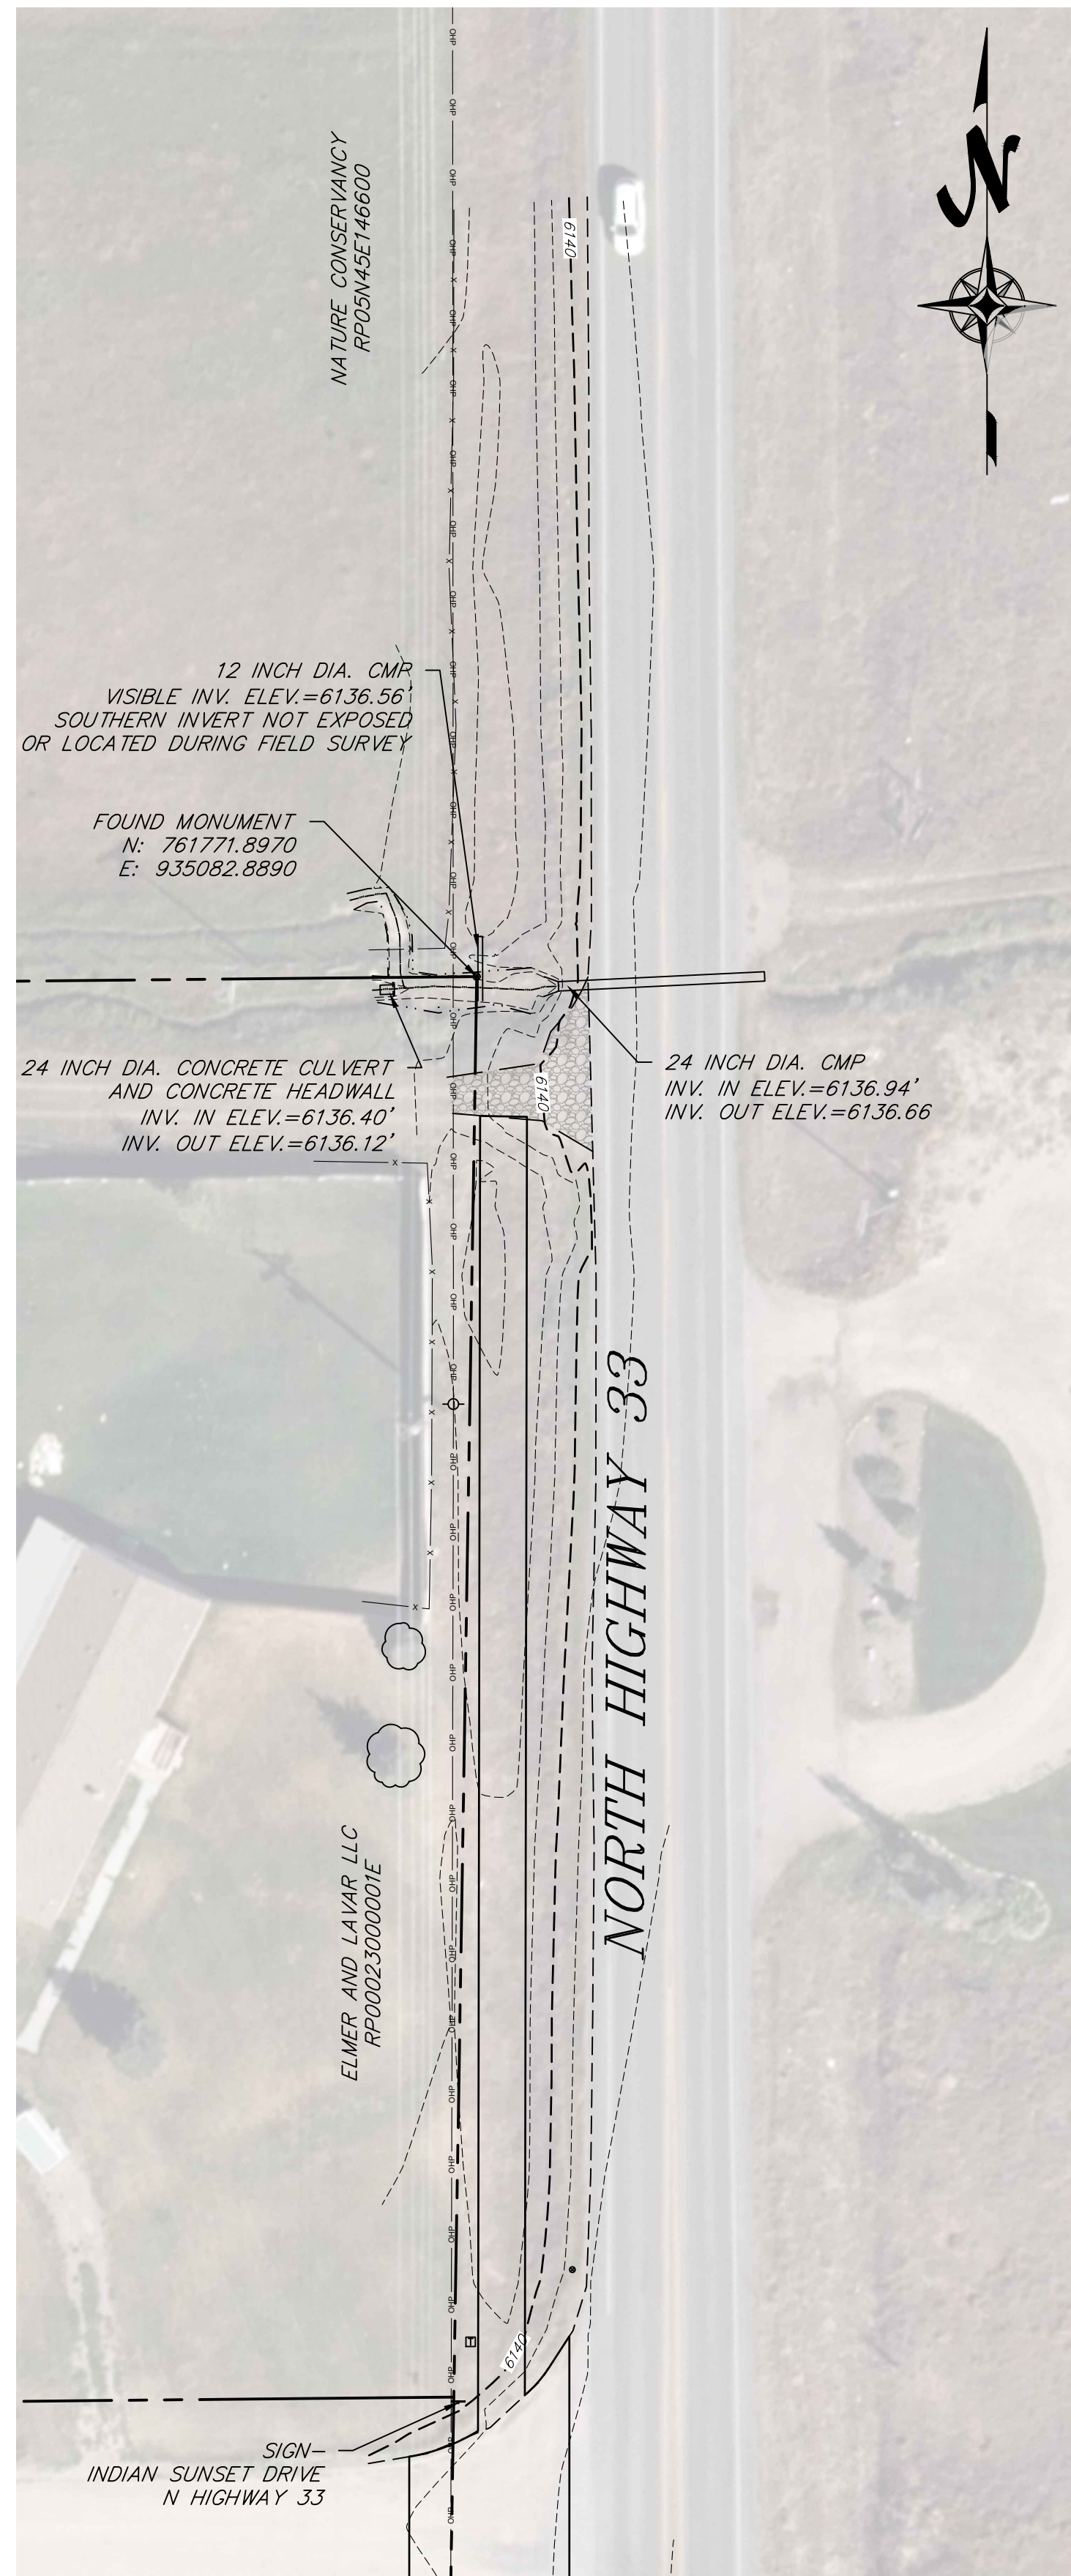 N
NATURE CONSERVANCY
RP05N45E146600
6140
12 INCH DIA. CMP
VISIBLE INV. ELEV.=6136.56'
SOUTHERN INVERT NOT EXPOSED
OR LOCATED DURING FIELD SURVEY
FOUND MONUMENT
N: 761771.8970
E: 935082.8890
24 INCH DIA. CONCRETE CULVERT
AND CONCRETE HEADWALL
INV. IN ELEV.=6136.40'
INV. OUT ELEV.=6136.12'
6140
24 INCH DIA. CMP
INV. IN ELEV.=6136.94'
INV. OUT ELEV.=6136.66
NORTH HIGHWAY 33
ELMER AND LAVAR LLC
RP00023000001E
OHP
T
6140
SIGN-
INDIAN SUNSET DRIVE
N HIGHWAY 33